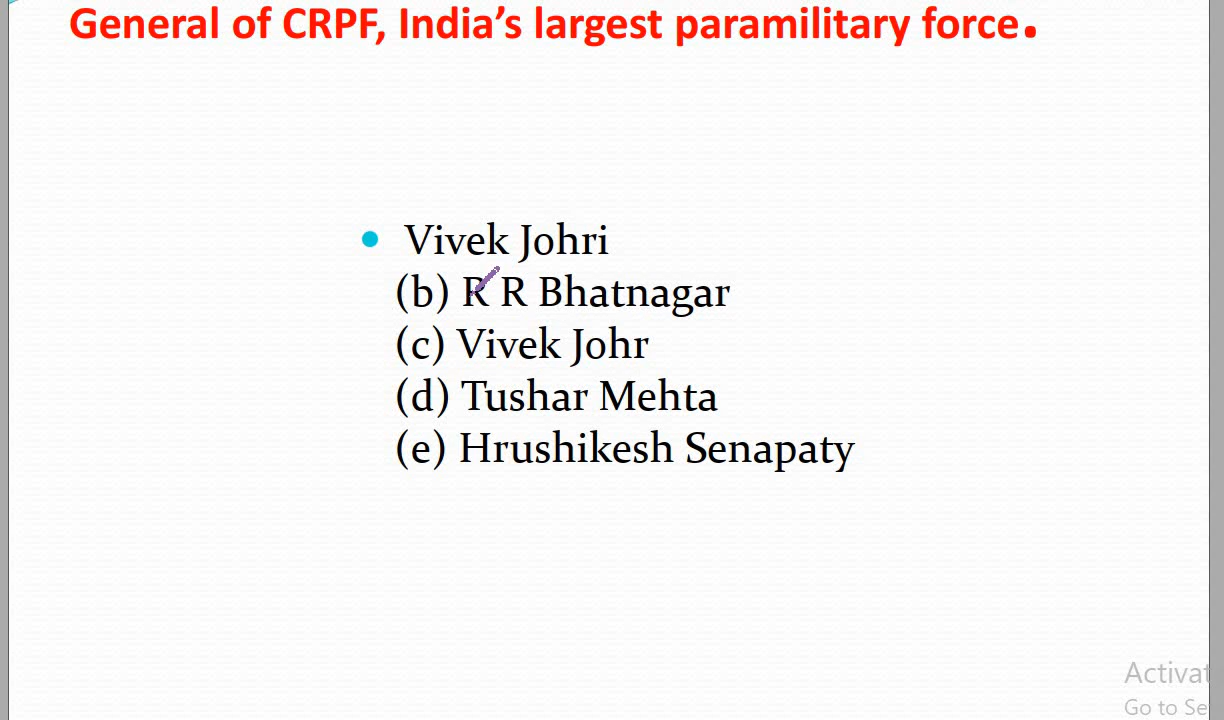 General of CRPF, India’s largest paramilitary force.
Vivek Johri
(b) R R Bhatnagar
(c) Vivek Johr
(d) Tushar Mehta
(e) Hrushikesh Senapaty